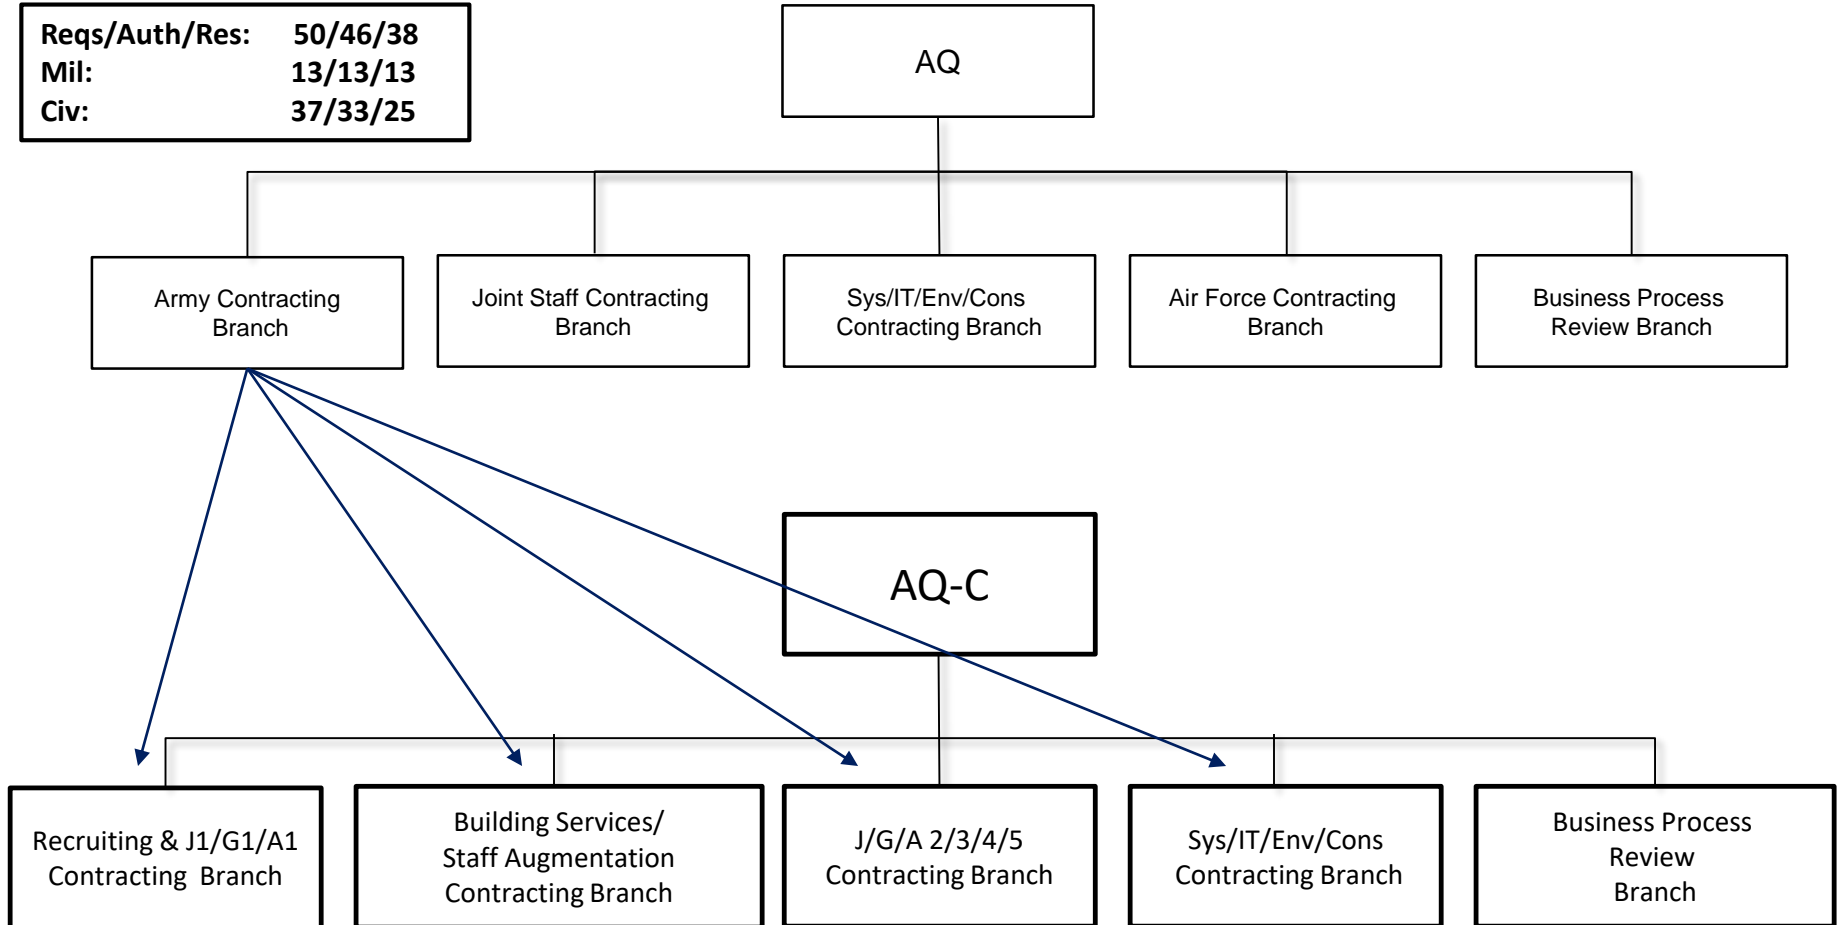 Reqs/Auth/Res: 50/46/38
Mil: 13/13/13
Civ: 37/33/25
AQ
Army Contracting
Branch
Joint Staff Contracting
Branch
Sys/IT/Env/Cons
Contracting Branch
Air Force Contracting
Branch
Business Process
Review Branch
AQ-C
Recruiting & J1/G1/A1
Contracting Branch
Building Services/
Staff Augmentation
Contracting Branch
J/G/A 2/3/4/5
Contracting Branch
Sys/IT/Env/Cons
Contracting Branch
Business Process
Review
Branch